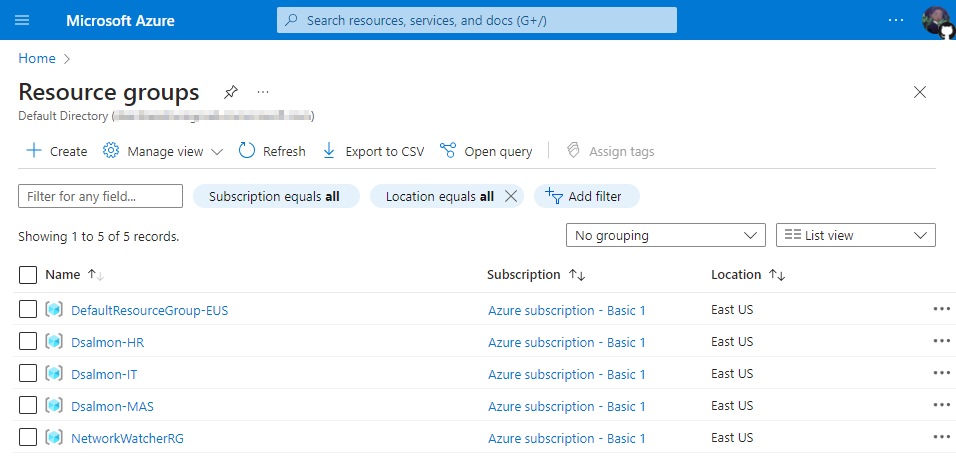 Microsoft Azure
Search resources, services, and docs (G+/)
...
Home >
Resource groups ...
Default Directory ( )
+ Create Manage view Refresh Export to CSV Open query Assign tags
Filter for any field... Subscription equals all Location equals all Add filter
Showing 1 to 5 of 5 records. No grouping List view
Name Subscription Location
DefaultResourceGroup-EUS Azure subscription - Basic 1 East US ...
Dsalmon-HR Azure subscription - Basic 1 East US ...
Dsalmon-IT Azure subscription - Basic 1 East US ...
Dsalmon-MAS Azure subscription - Basic 1 East US ...
NetworkWatcherRG Azure subscription - Basic 1 East US ...